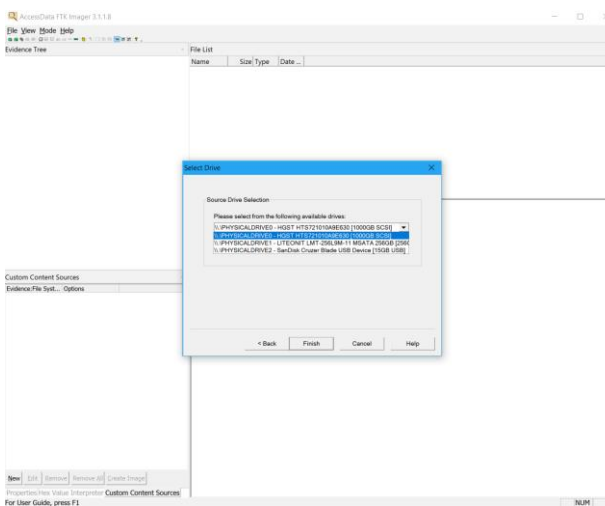 AccessData FTK Imager 3.1.1.8
File View Mode Help
Evidence Tree
File List
Name Size Type Date ...
Select Drive
Source Drive Selection
Please select from the following available drives:
\\.\PHYSICALDRIVE0 - HGST HTS721010A9E630 [1000GB SCSI]
\\.\PHYSICALDRIVE0 - HGST HTS721010A9E630 [1000GB SCSI]
\\.\PHYSICALDRIVE1 - LITEONIT LMT-256L9M-11 MSATA 256GB [256G
\\.\PHYSICALDRIVE2 - SanDisk Cruzer Blade USB Device [15GB USB]
< Back Finish Cancel Help
Custom Content Sources
Evidence:File Syst... Options
New Edit Remove Remove All Create Image
Properties Hex Value Interpreter Custom Content Sources
For User Guide, press F1
NUM